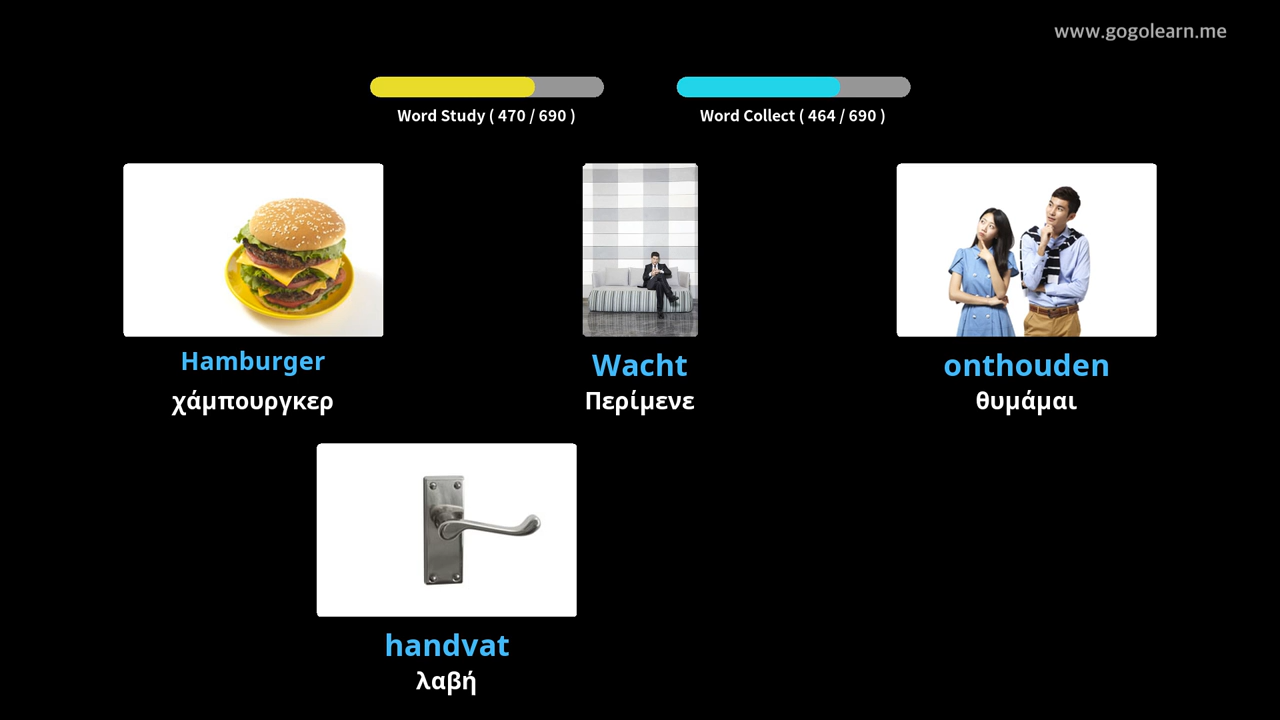 www.gogolearn.me
Word Study ( 470 / 690 )
Word Collect ( 464 / 690 )
Hamburger
χάμπουργκερ
Wacht
Περίμενε
onthouden
θυμάμαι
handvat
λαβή